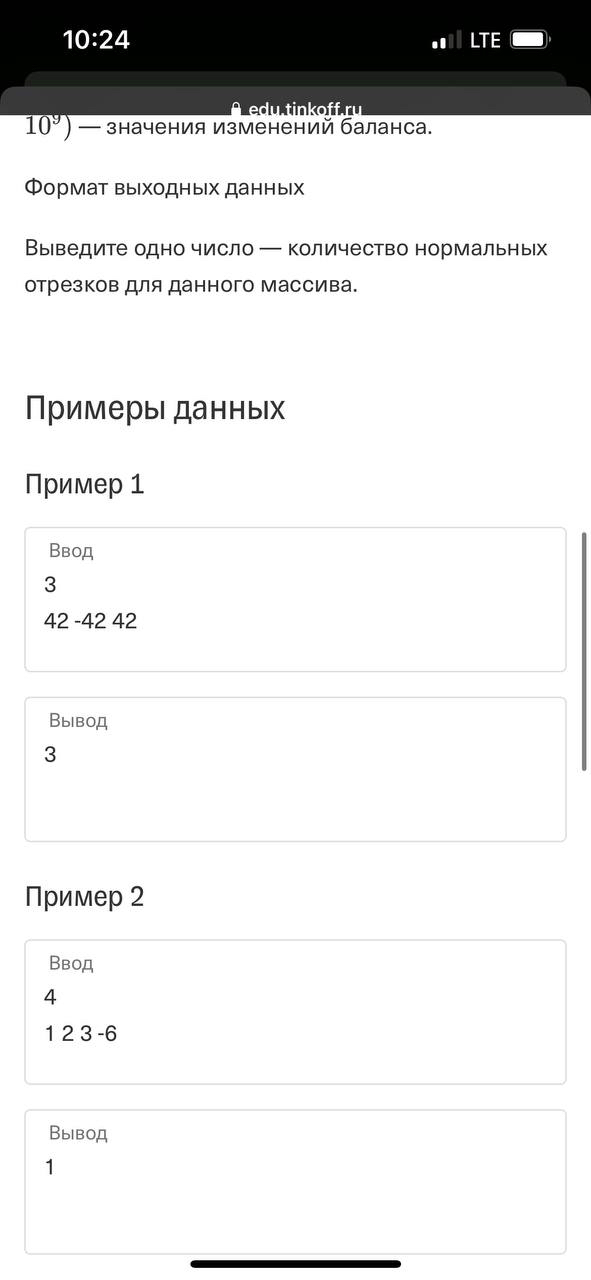 10:24 LTE
edu.tinkoff.ru
10⁹) — значения изменений баланса.
Формат выходных данных
Выведите одно число — количество нормальных
отрезков для данного массива.
Примеры данных
Пример 1
Ввод
3
42 -42 42
Вывод
3
Пример 2
Ввод
4
1 2 3 -6
Вывод
1